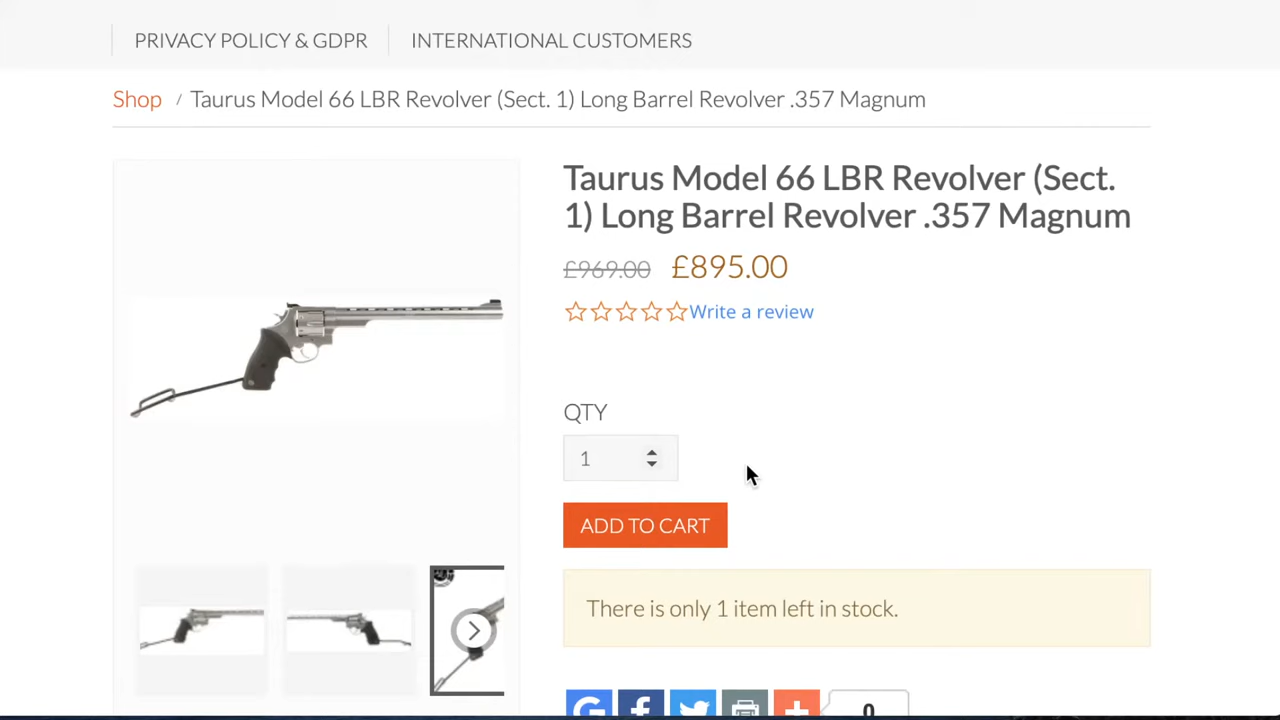 PRIVACY POLICY & GDPR
INTERNATIONAL CUSTOMERS
Shop / Taurus Model 66 LBR Revolver (Sect. 1) Long Barrel Revolver .357 Magnum
Taurus Model 66 LBR Revolver (Sect.
1) Long Barrel Revolver .357 Magnum
£969.00 £895.00
Write a review
QTY
1
ADD TO CART
There is only 1 item left in stock.
0